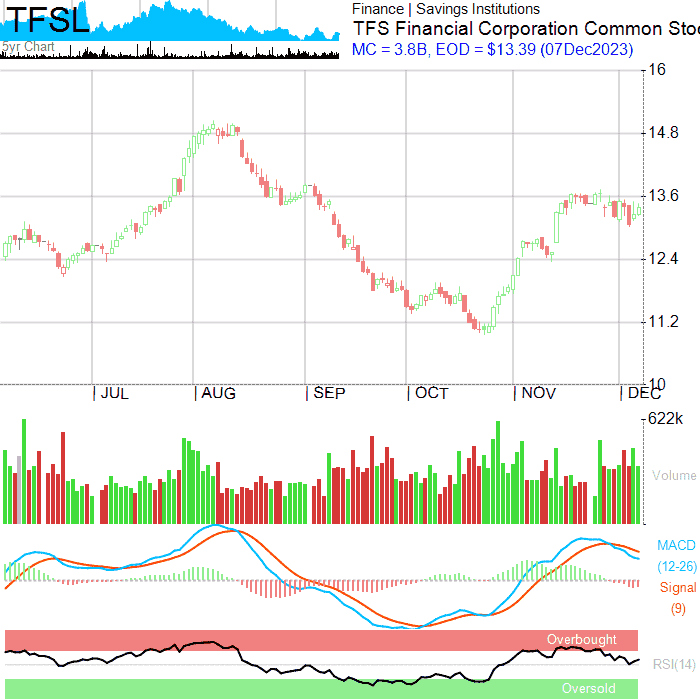 TFSL
5yr Chart
Finance | Savings Institutions
TFS Financial Corporation Common Stoc
MC = 3.8B, EOD = $13.39 (07Dec2023)
16
14.8
13.6
12.4
11.2
10
JUL AUG SEP OCT NOV DEC
622k
Volume
MACD
(12-26)
Signal
(9)
Overbought
RSI(14)
Oversold